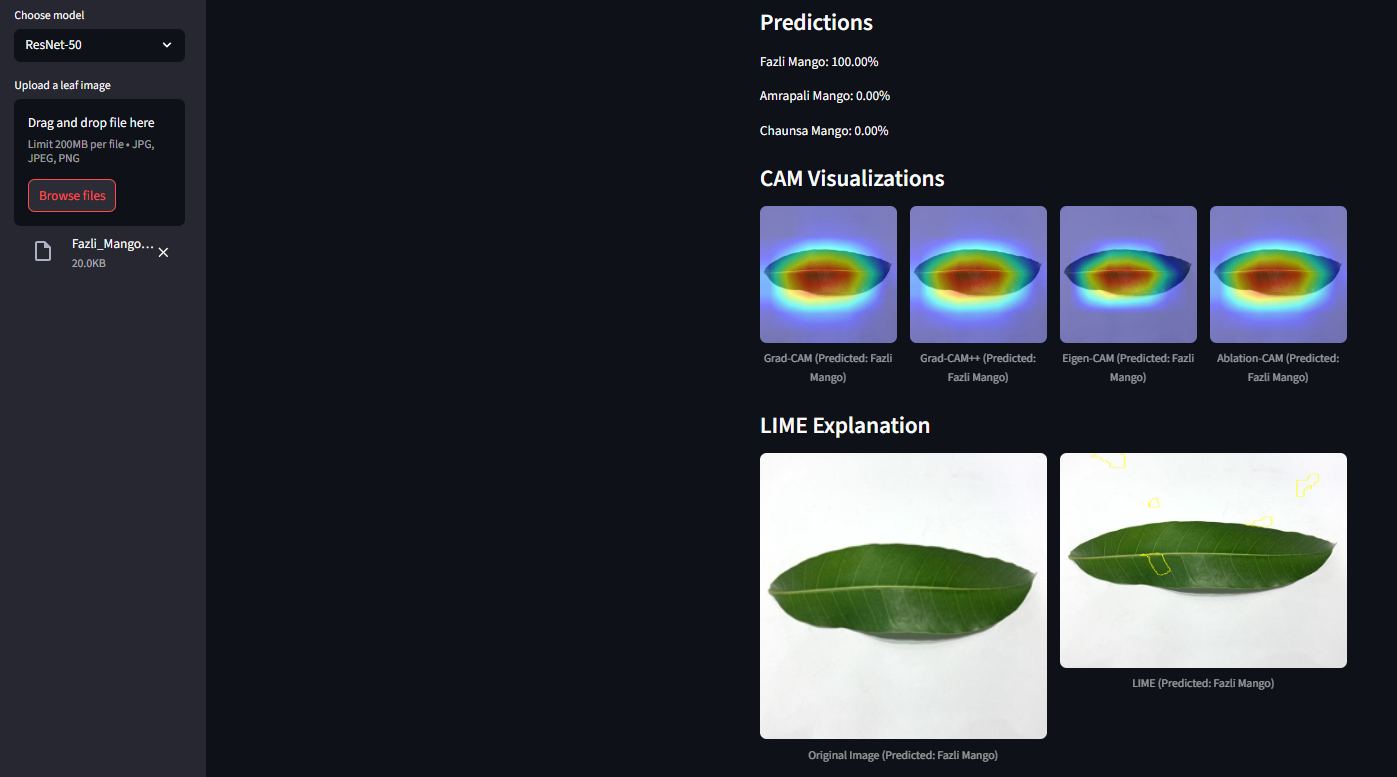 Choose model
ResNet-50
Upload a leaf image
Drag and drop file here
Limit 200MB per file • JPG,
JPEG, PNG
Browse files
Fazli_Mango...
20.0KB
Predictions
Fazli Mango: 100.00%
Amrapali Mango: 0.00%
Chaunsa Mango: 0.00%
CAM Visualizations
Grad-CAM (Predicted: Fazli
Mango)
Grad-CAM++ (Predicted:
Fazli Mango)
Eigen-CAM (Predicted: Fazli
Mango)
Ablation-CAM (Predicted:
Fazli Mango)
LIME Explanation
Original Image (Predicted: Fazli Mango)
LIME (Predicted: Fazli Mango)